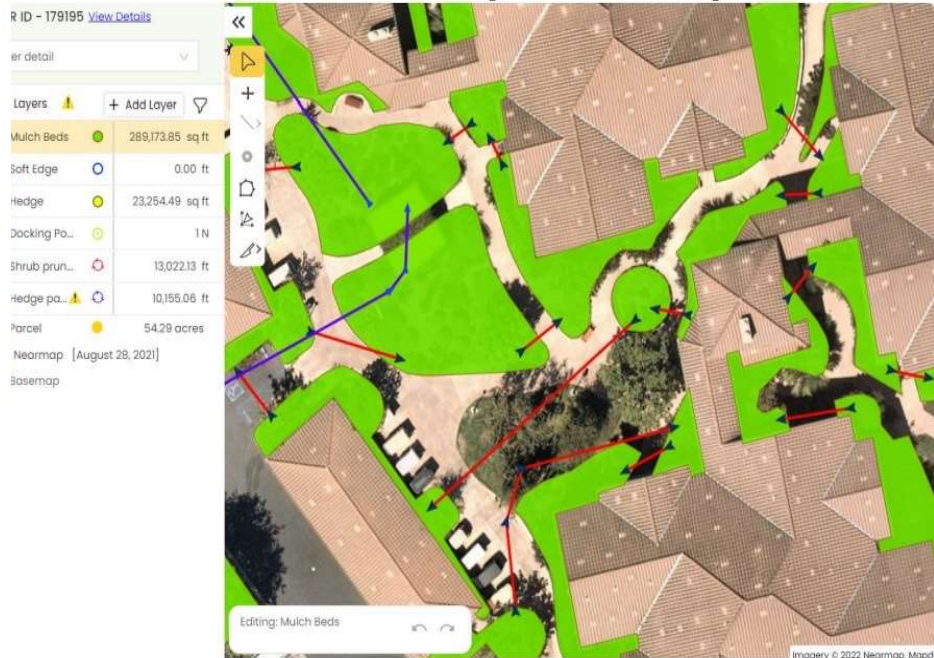 R ID - 179195 View Details
er detail
Layers + Add Layer
Mulch Beds 289,173.85 sq ft
Soft Edge 0.00 ft
Hedge 23,254.49 sq ft
Docking Po... 1 N
Shrub prun... 13,022.13 ft
Hedge pa... 10,155.06 ft
Parcel 54.29 acres
Nearmap [August 28, 2021]
Basemap
Editing: Mulch Beds
Imagery © 2022 Nearmap, Mapd